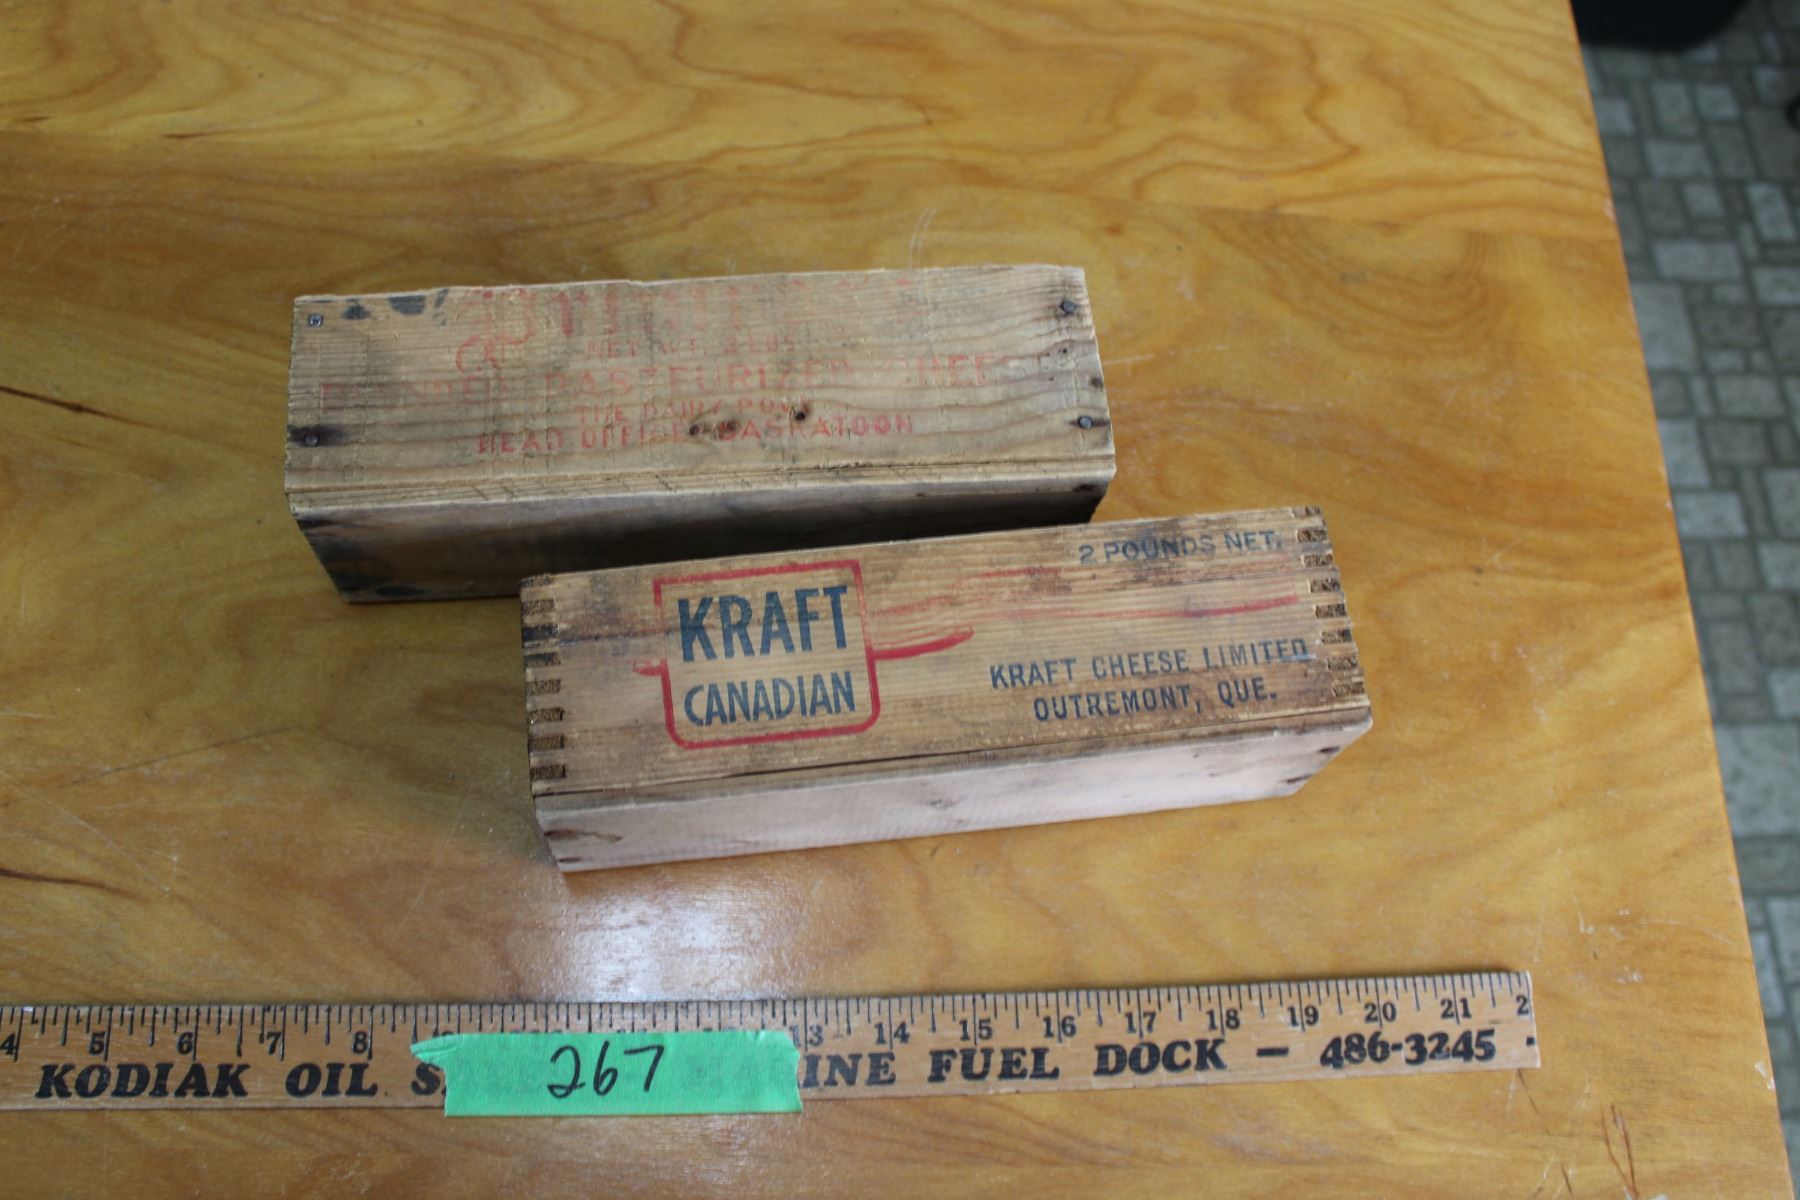 NET WT. 2 LBS.
PASTEURIZED CHEESE
THE DAIRY POOL
HEAD OFFICE, SASKATOON
2 POUNDS NET.
KRAFT
CANADIAN
KRAFT CHEESE LIMITED
OUTREMONT, QUE.
4 5 6 7 8 13 14 15 16 17 18 19 20 21 2
KODIAK OIL S INE FUEL DOCK — 486-3245
267